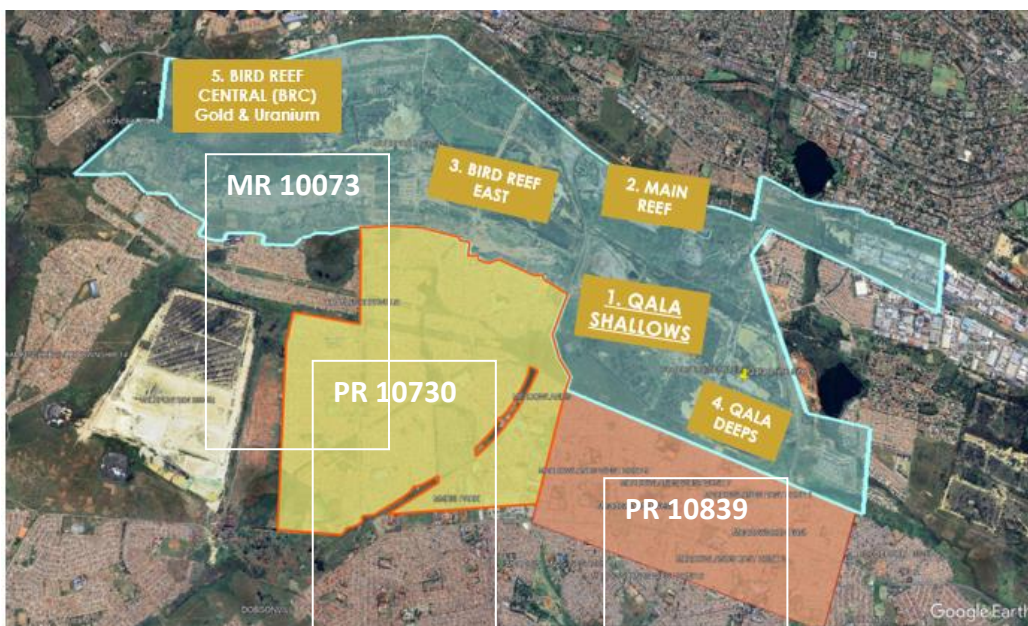 5. BIRD REEF
CENTRAL (BRC)
Gold & Uranium
MR 10073
3. BIRD REEF
EAST
2. MAIN
REEF
1. QALA
SHALLOWS
PR 10730
4. QALA
DEEPS
PR 10839
Google Earth